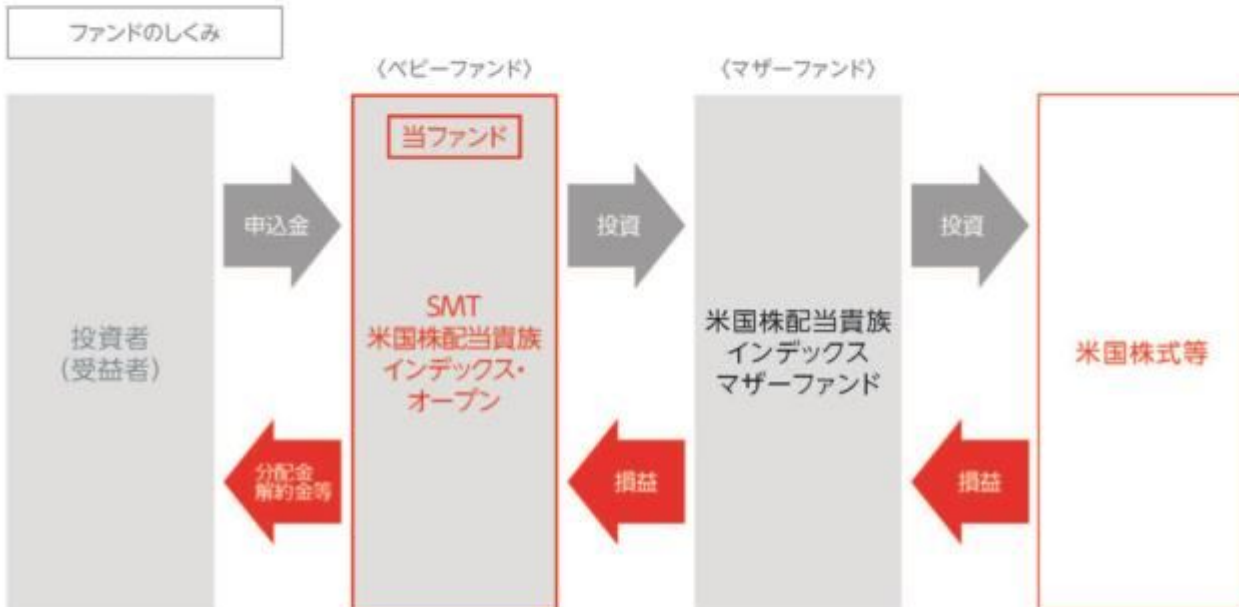 ファンドのしくみ
〈ベビーファンド〉
〈マザーファンド〉
当ファンド
申込金
投資
投資
投資者
(受益者)
SMT
米国株配当貴族
インデックス・
オープン
米国株配当貴族
インデックス
マザーファンド
米国株式等
分配金
解約金等
損益
損益